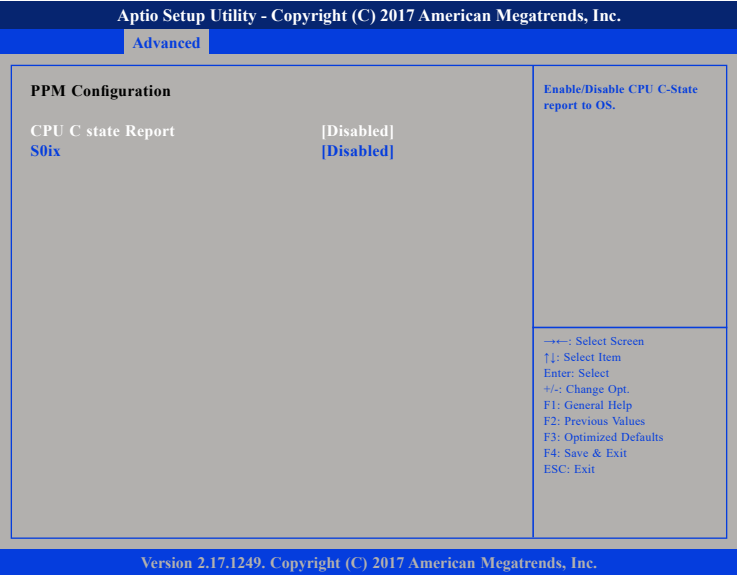 Aptio Setup Utility - Copyright (C) 2017 American Megatrends, Inc.
Advanced
PPM Configuration
CPU C state Report [Disabled]
S0ix [Disabled]
Enable/Disable CPU C-State
report to OS.
→←: Select Screen
↑↓: Select Item
Enter: Select
+/-: Change Opt.
F1: General Help
F2: Previous Values
F3: Optimized Defaults
F4: Save & Exit
ESC: Exit
Version 2.17.1249. Copyright (C) 2017 American Megatrends, Inc.